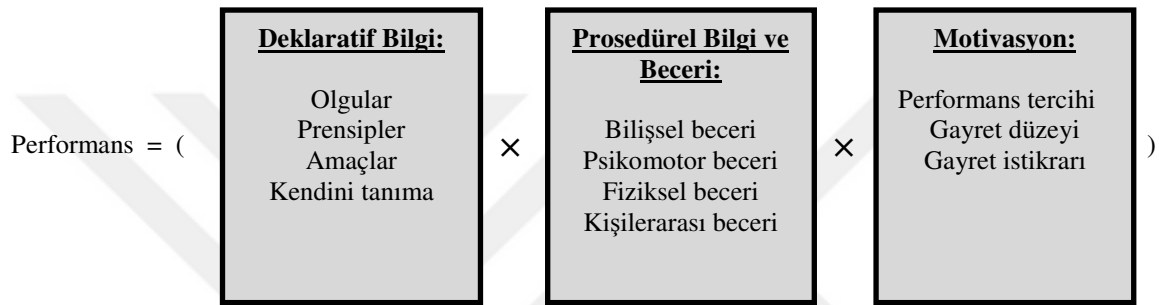 Performans = (
Deklaratif Bilgi:
Olgular
Prensipler
Amaçlar
Kendini tanıma
×
Prosedürel Bilgi ve
Beceri:
Bilişsel beceri
Psikomotor beceri
Fiziksel beceri
Kişilerarası beceri
×
Motivasyon:
Performans tercihi
Gayret düzeyi
Gayret istikrarı
)